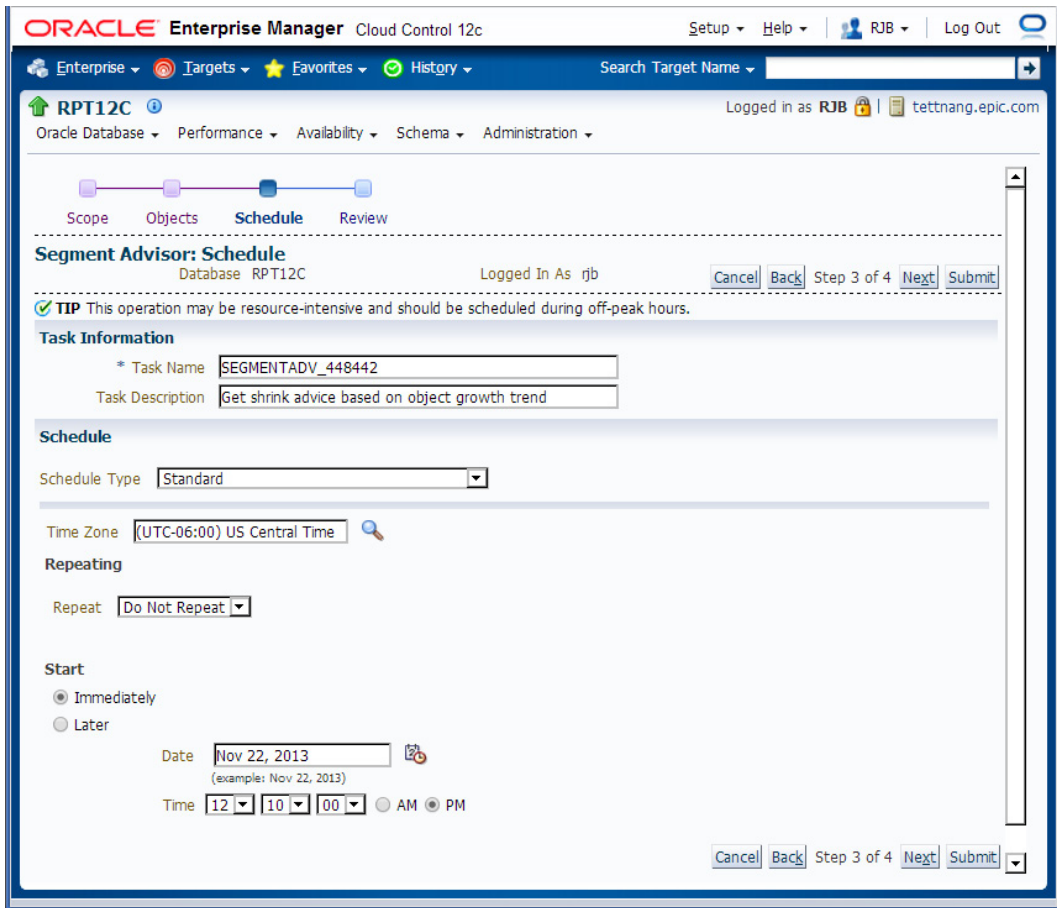 ORACLE Enterprise Manager Cloud Control 12c Setup Help RJB Log Out
Enterprise Targets Favorites History Search Target Name
RPT12C Logged in as RJB tettnang.epic.com
Oracle Database Performance Availability Schema Administration
Scope Objects Schedule Review
Segment Advisor: Schedule
Database RPT12C Logged In As rjb Cancel Back Step 3 of 4 Next Submit
TIP This operation may be resource-intensive and should be scheduled during off-peak hours.
Task Information
* Task Name SEGMENTADV_448442
Task Description Get shrink advice based on object growth trend
Schedule
Schedule Type Standard
Time Zone (UTC-06:00) US Central Time
Repeating
Repeat Do Not Repeat
Start
Immediately
Later
Date Nov 22, 2013
(example: Nov 22, 2013)
Time 12 10 00 AM PM
Cancel Back Step 3 of 4 Next Submit